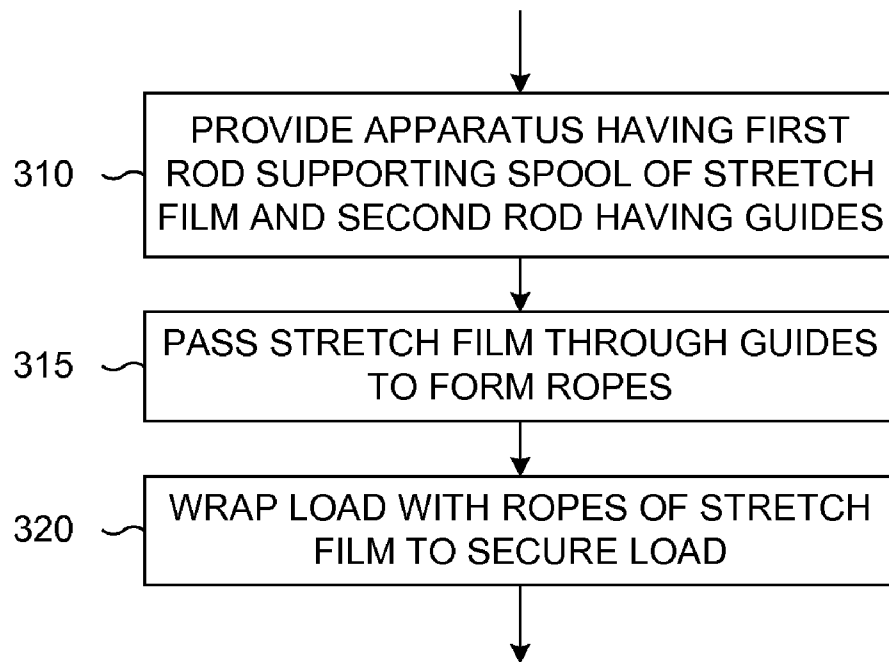 310
PROVIDE APPARATUS HAVING FIRST
ROD SUPPORTING SPOOL OF STRETCH
FILM AND SECOND ROD HAVING GUIDES
315
PASS STRETCH FILM THROUGH GUIDES
TO FORM ROPES
320
WRAP LOAD WITH ROPES OF STRETCH
FILM TO SECURE LOAD